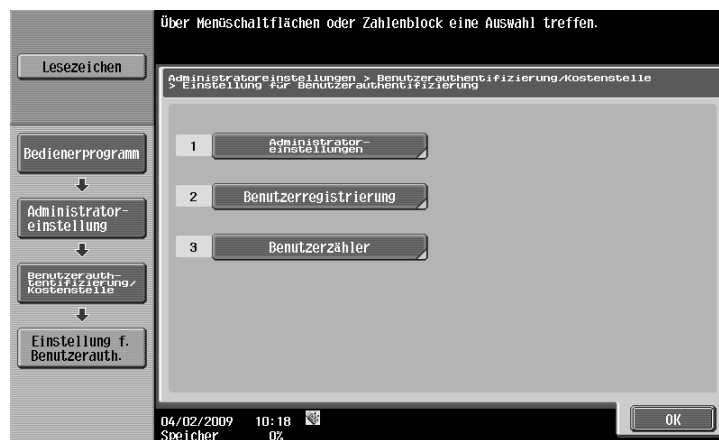 Über Menüschaltflächen oder Zahlenblock eine Auswahl treffen.
Lesezeichen
Administratoreinstellungen > Benutzerauthentifizierung/Kostenstelle
> Einstellung für Benutzerauthentifizierung
Bedienerprogramm
Administrator-
einstellung
Benutzerauth-
tentifizierung/
Kostenstelle
Einstellung f.
Benutzerauth.
1 Administrator-
einstellungen
2 Benutzerregistrierung
3 Benutzerzähler
04/02/2009 10:18
Speicher 0%
OK